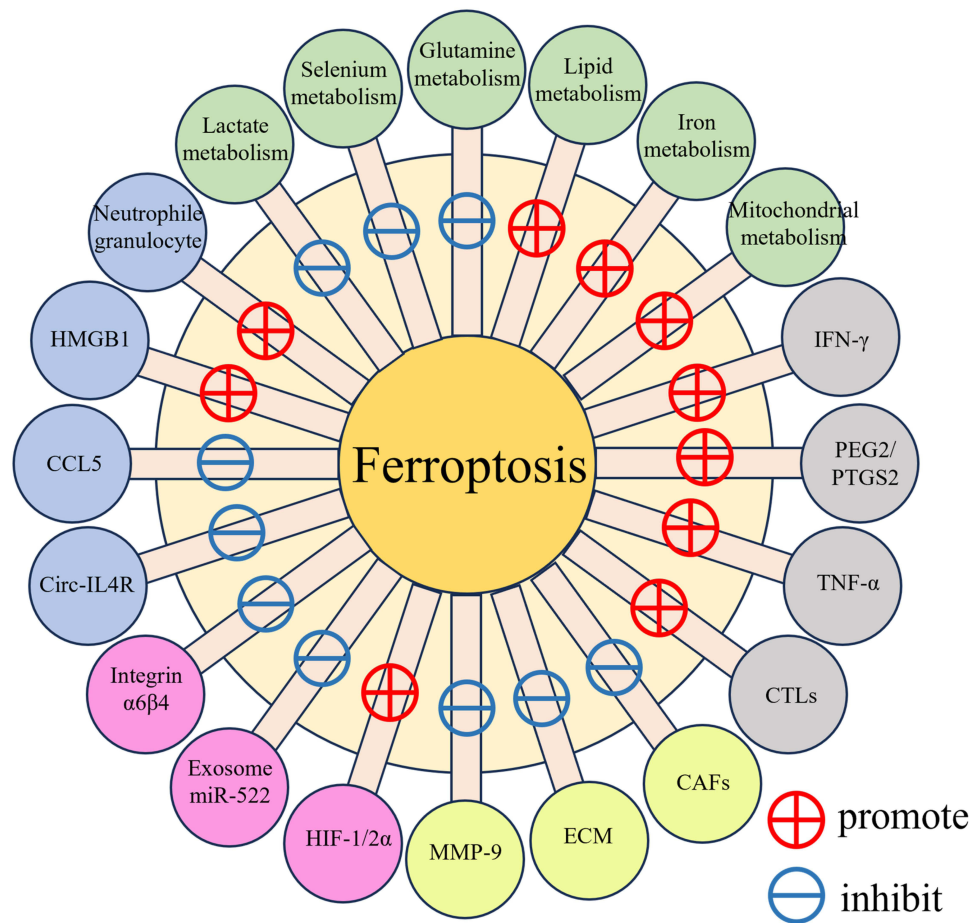 Glutamine
metabolism
Lipid
metabolism
Iron
metabolism
Mitochondrial
metabolism
IFN-γ
PEG2/
PTGS2
TNF-α
CTLs
CAFs
ECM
MMP-9
HIF-1/2α
Exosome
miR-522
Integrin
α6β4
Circ-IL4R
CCL5
HMGB1
Neutrophile
granulocyte
Lactate
metabolism
Selenium
metabolism
Ferroptosis
promote
inhibit